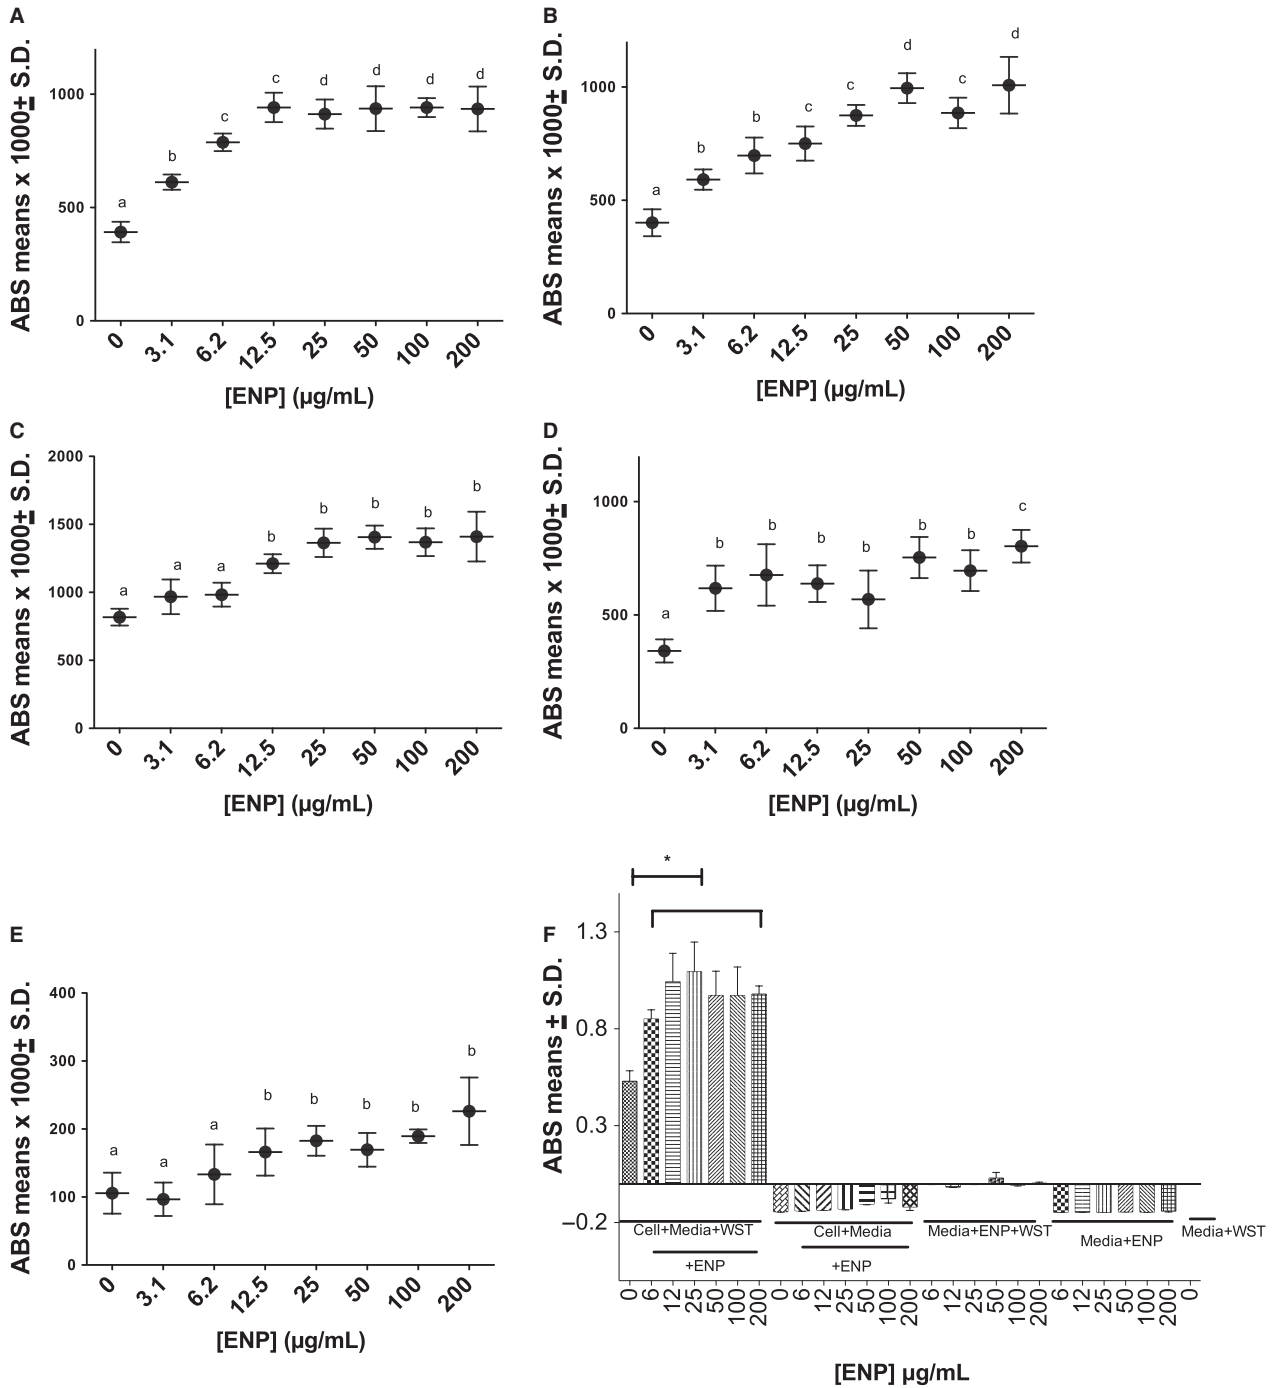 A
ABS means x 1000± S.D.
1000
500
0
a
b
c
c
d
d
d
d
0 3.1 6.2 12.5 25 50 100 200
[ENP] (µg/mL)
B
ABS means x 1000± S.D.
1000
500
0
a
b
b
c
c
d
c
d
0 3.1 6.2 12.5 25 50 100 200
[ENP] (µg/mL)
C
ABS means x 1000± S.D.
2000
1500
1000
500
0
a
a
a
b
b
b
b
b
0 3.1 6.2 12.5 25 50 100 200
[ENP] (µg/mL)
D
ABS means x 1000± S.D.
1000
500
0
a
b
b
b
b
b
b
c
0 3.1 6.2 12.5 25 50 100 200
[ENP] (µg/mL)
E
ABS means x 1000± S.D.
400
300
200
100
0
a
a
a
b
b
b
b
b
0 3.1 6.2 12.5 25 50 100 200
[ENP] (µg/mL)
F
ABS means ± S.D.
*
1.3
0.8
0.3
–0.2
Cell+Media+WST
+ENP
Cell+Media
+ENP
Media+ENP+WST
Media+ENP
Media+WST
0 6 12 25 50 100 200 0 6 12 25 50 100 200 6 12 25 50 100 200 6 12 25 50 100 200 0
[ENP] µg/mL